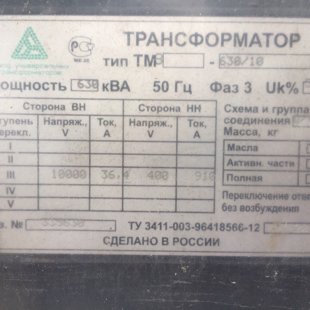 ТРАНСФОРМАТОР
тип ТМ - 630/10
630 кВА 50 Гц Фаз 3 Uk%
Сторона ВН Сторона НН Схема и группа
Напряж., V Ток, А Напряж., V Ток, А соединения
Масса, кг
I Масла
II Активн. части
III 10000 36.4 400 910 Полная
IV Переключение
V без возбуждения
ТУ 3411-003-96418566-12
СДЕЛАНО В РОССИИ